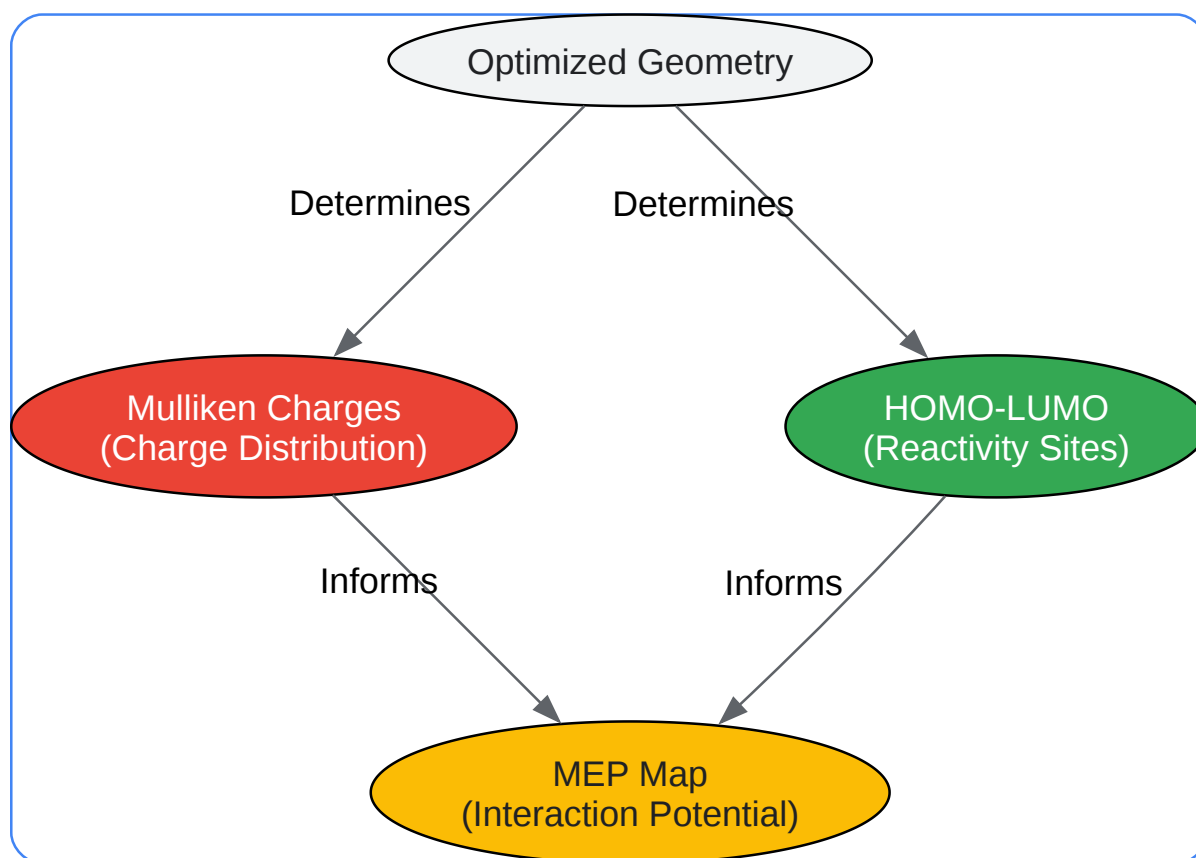 Optimized Geometry
Determines
Determines
Mulliken Charges
(Charge Distribution)
HOMO-LUMO
(Reactivity Sites)
Informs
Informs
MEP Map
(Interaction Potential)